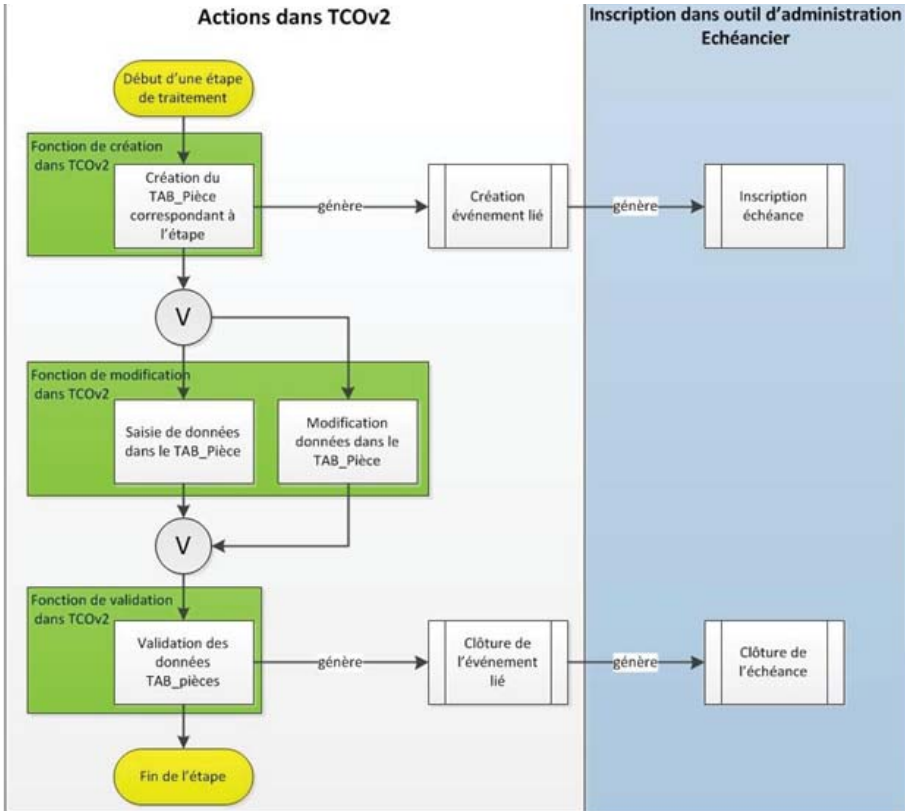 Actions dans TCOv2
Inscription dans outil d'administration
Echéancier
Début d'une étape
de traitement
Fonction de création
dans TCOv2
Création du
TAB_Pièce
correspondant à
l'étape
génère
Création
événement lié
génère
Inscription
échéance
V
Fonction de modification
dans TCOv2
Saisie de données
dans le TAB_Pièce
Modification
données dans le
TAB_Pièce
V
Fonction de validation
dans TCOv2
Validation des
données
TAB_pièces
génère
Clôture de
l'événement
lié
génère
Clôture de
l'échéance
Fin de l'étape